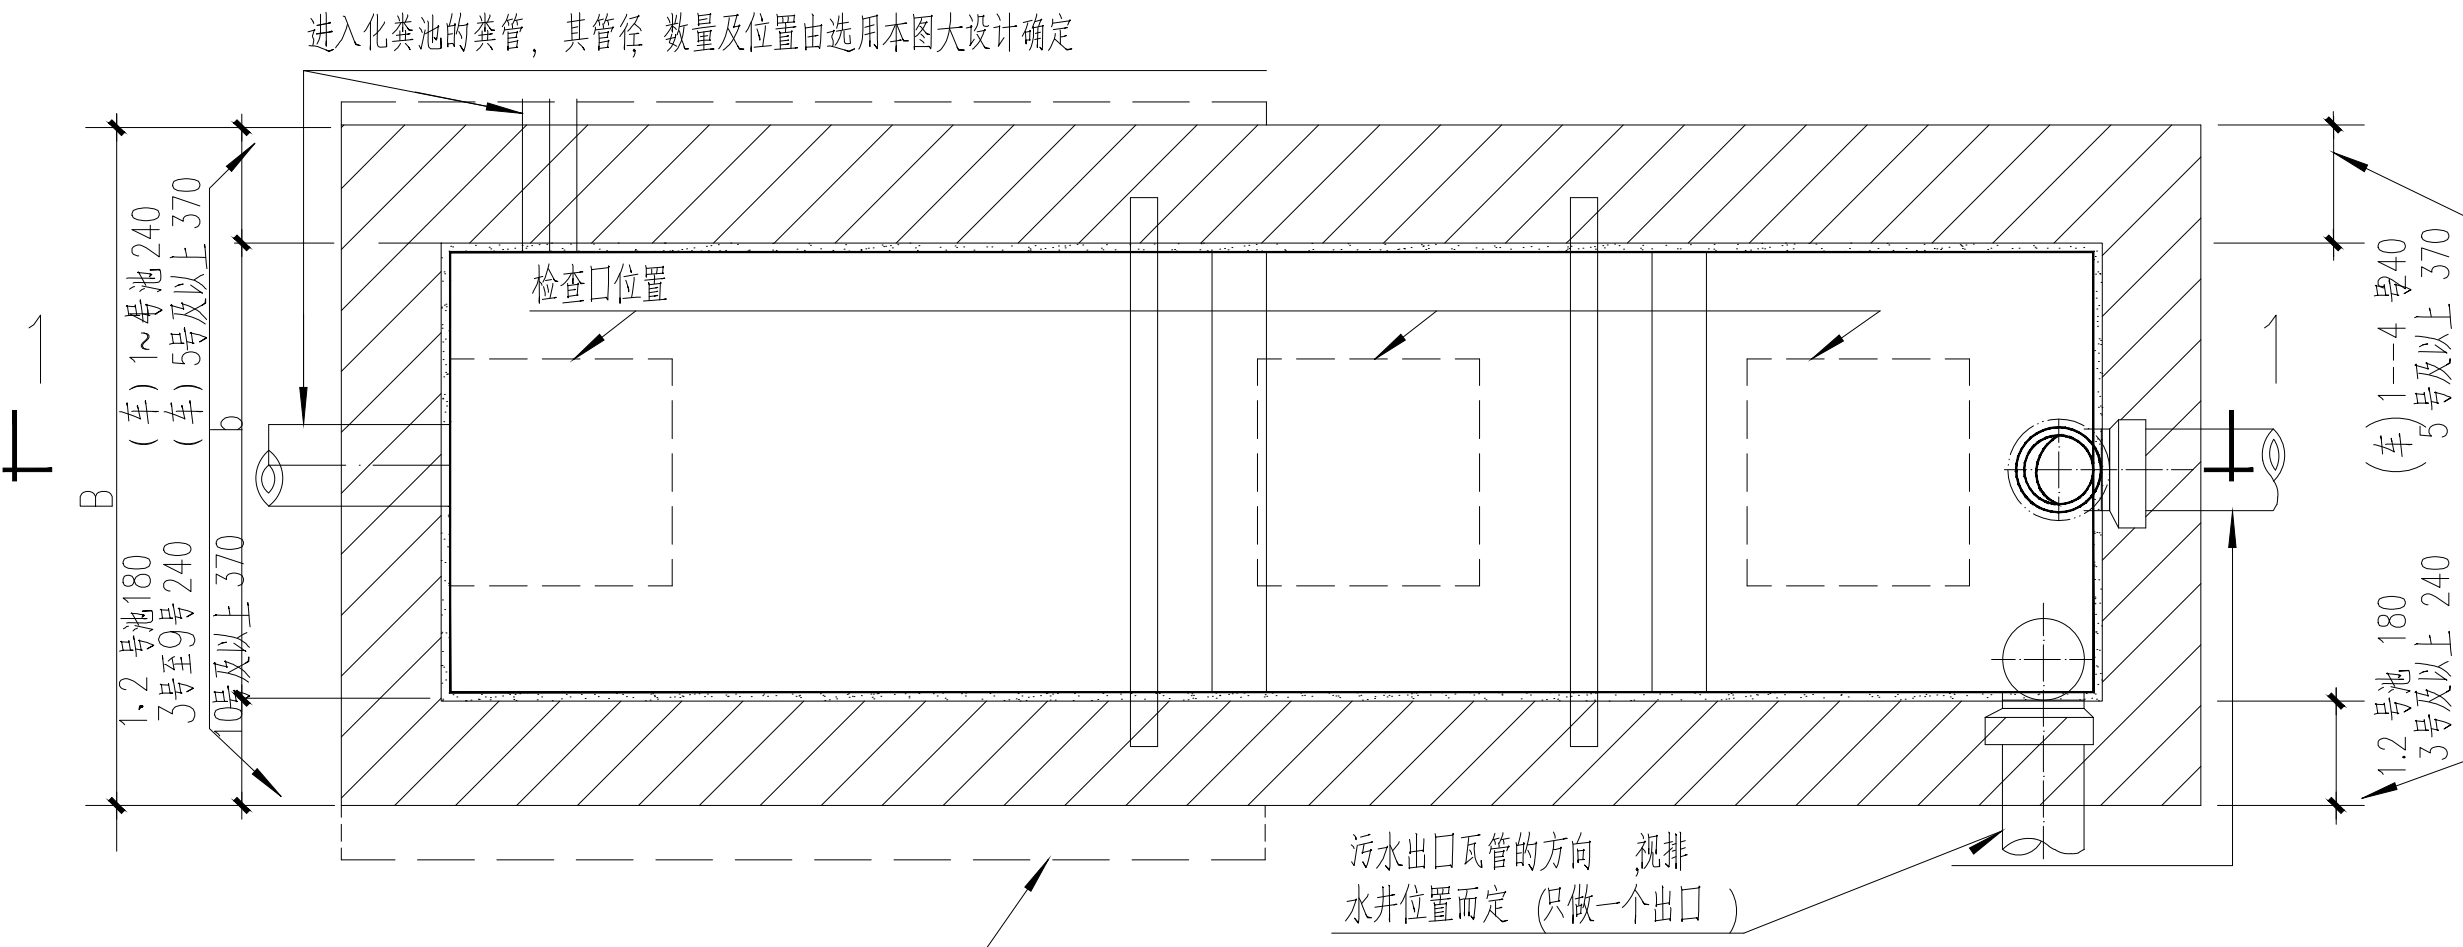 进入化粪池的粪管，其管径，数量及位置由选用本图大设计确定
检查口位置
(车) 1~4号池 240
(车) 5号及以上 370
b
B
1、2 号池180
3号至9号 240
10号及以上 370
1
1
(车) 1--4 号240
5号及以上 370
1.2 号池 180
3号及以上 240
污水出口瓦管的方向 ,视排
水井位置而定 (只做一个出口 )